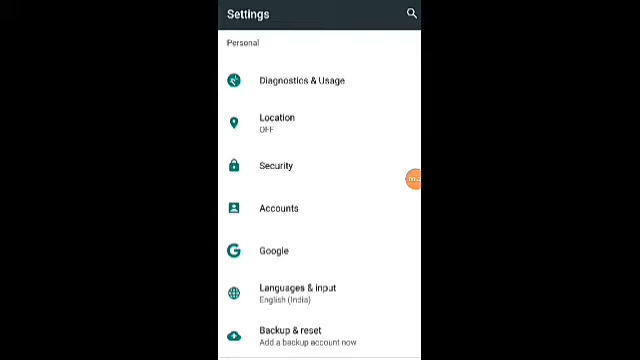 Settings
Personal
Diagnostics & Usage
Location
OFF
Security
Accounts
Google
Languages & input
English (India)
Backup & reset
Add a backup account now